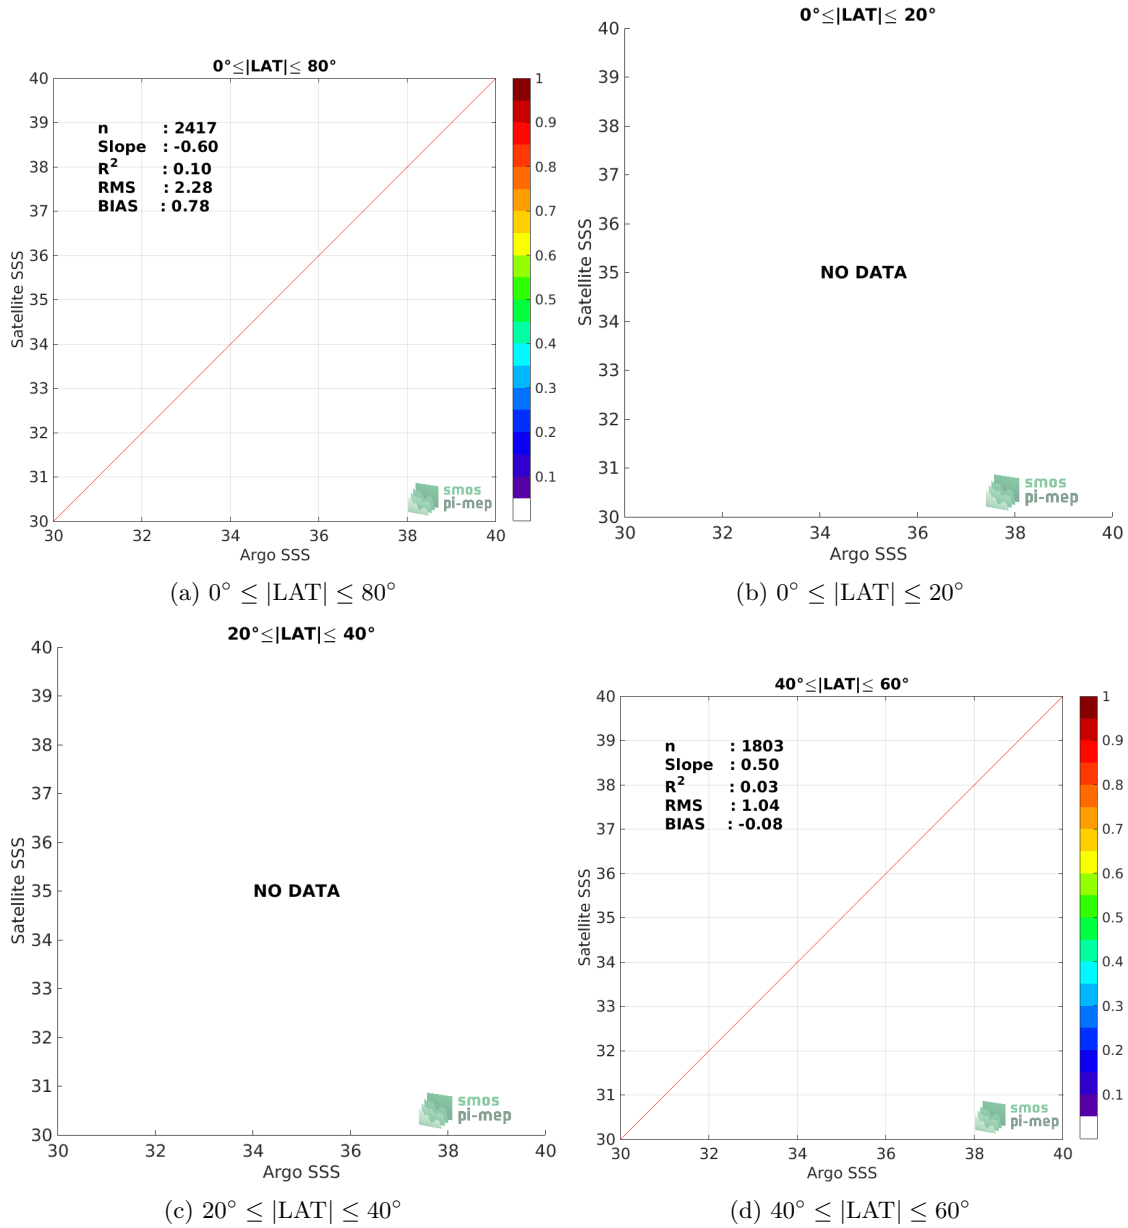 0°≤|LAT|≤ 80°
40
39
38
37
36
35
34
33
32
31
30
Satellite SSS
n : 2417
Slope : -0.60
R² : 0.10
RMS : 2.28
BIAS : 0.78
smos
pi-mep
30 32 34 36 38 40
Argo SSS
1
0.9
0.8
0.7
0.6
0.5
0.4
0.3
0.2
0.1
(a) 0° ≤ |LAT| ≤ 80°
0°≤|LAT|≤ 20°
40
39
38
37
36
35
34
33
32
31
30
Satellite SSS
NO DATA
smos
pi-mep
30 32 34 36 38 40
Argo SSS
(b) 0° ≤ |LAT| ≤ 20°
20°≤|LAT|≤ 40°
40
39
38
37
36
35
34
33
32
31
30
Satellite SSS
NO DATA
smos
pi-mep
30 32 34 36 38 40
Argo SSS
(c) 20° ≤ |LAT| ≤ 40°
40°≤|LAT|≤ 60°
40
39
38
37
36
35
34
33
32
31
30
Satellite SSS
n : 1803
Slope : 0.50
R² : 0.03
RMS : 1.04
BIAS : -0.08
smos
pi-mep
30 32 34 36 38 40
Argo SSS
1
0.9
0.8
0.7
0.6
0.5
0.4
0.3
0.2
0.1
(d) 40° ≤ |LAT| ≤ 60°